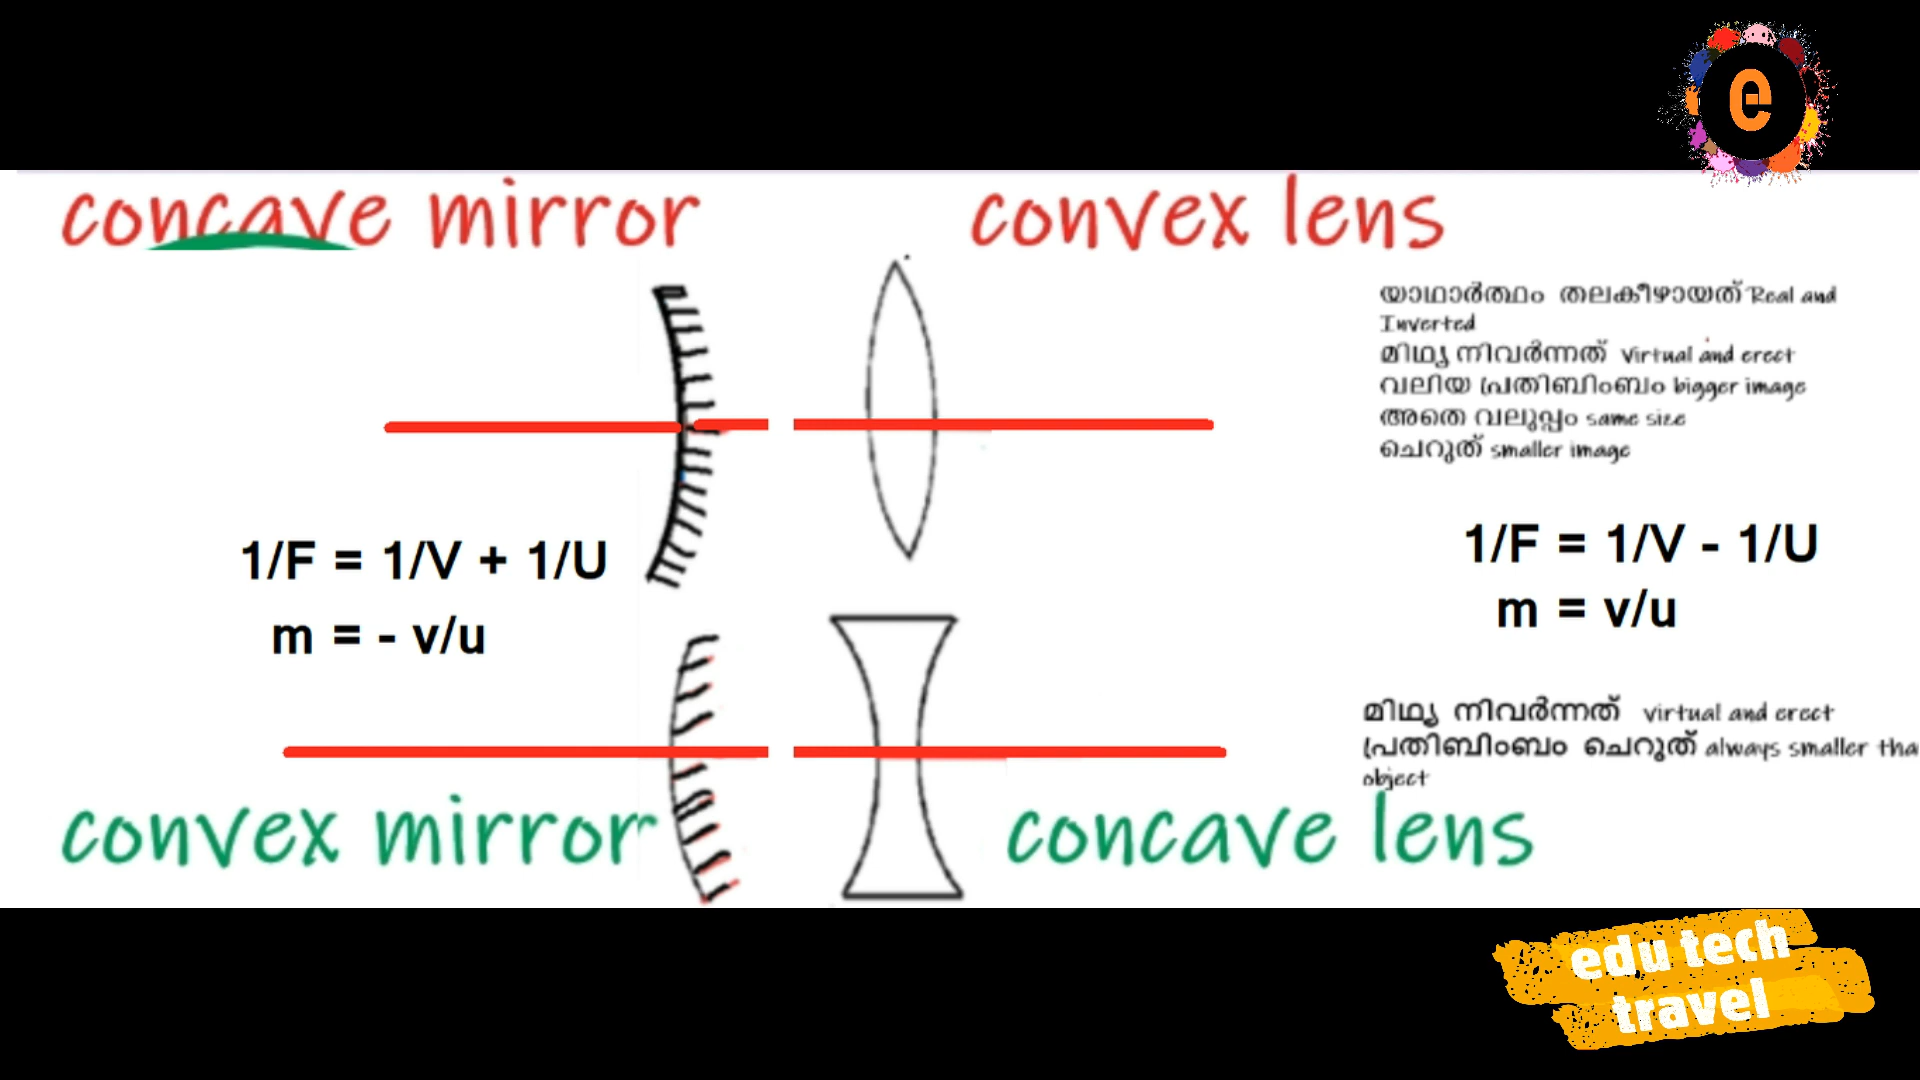 e
concave mirror
convex lens
യാഥാർത്ഥം തലകീഴായത് Real and
Inverted
മിഥ്യ നിവർന്നത് Virtual and erect
വലിയ പ്രതിബിംബം bigger image
അതെ വലുപ്പം same size
ചെറുത് smaller image
1/F = 1/V + 1/U
m = - v/u
1/F = 1/V - 1/U
m = v/u
മിഥ്യ നിവർന്നത് virtual and erect
പ്രതിബിംബം ചെറുത് always smaller tha
object
convex mirror
concave lens
edu tech
travel